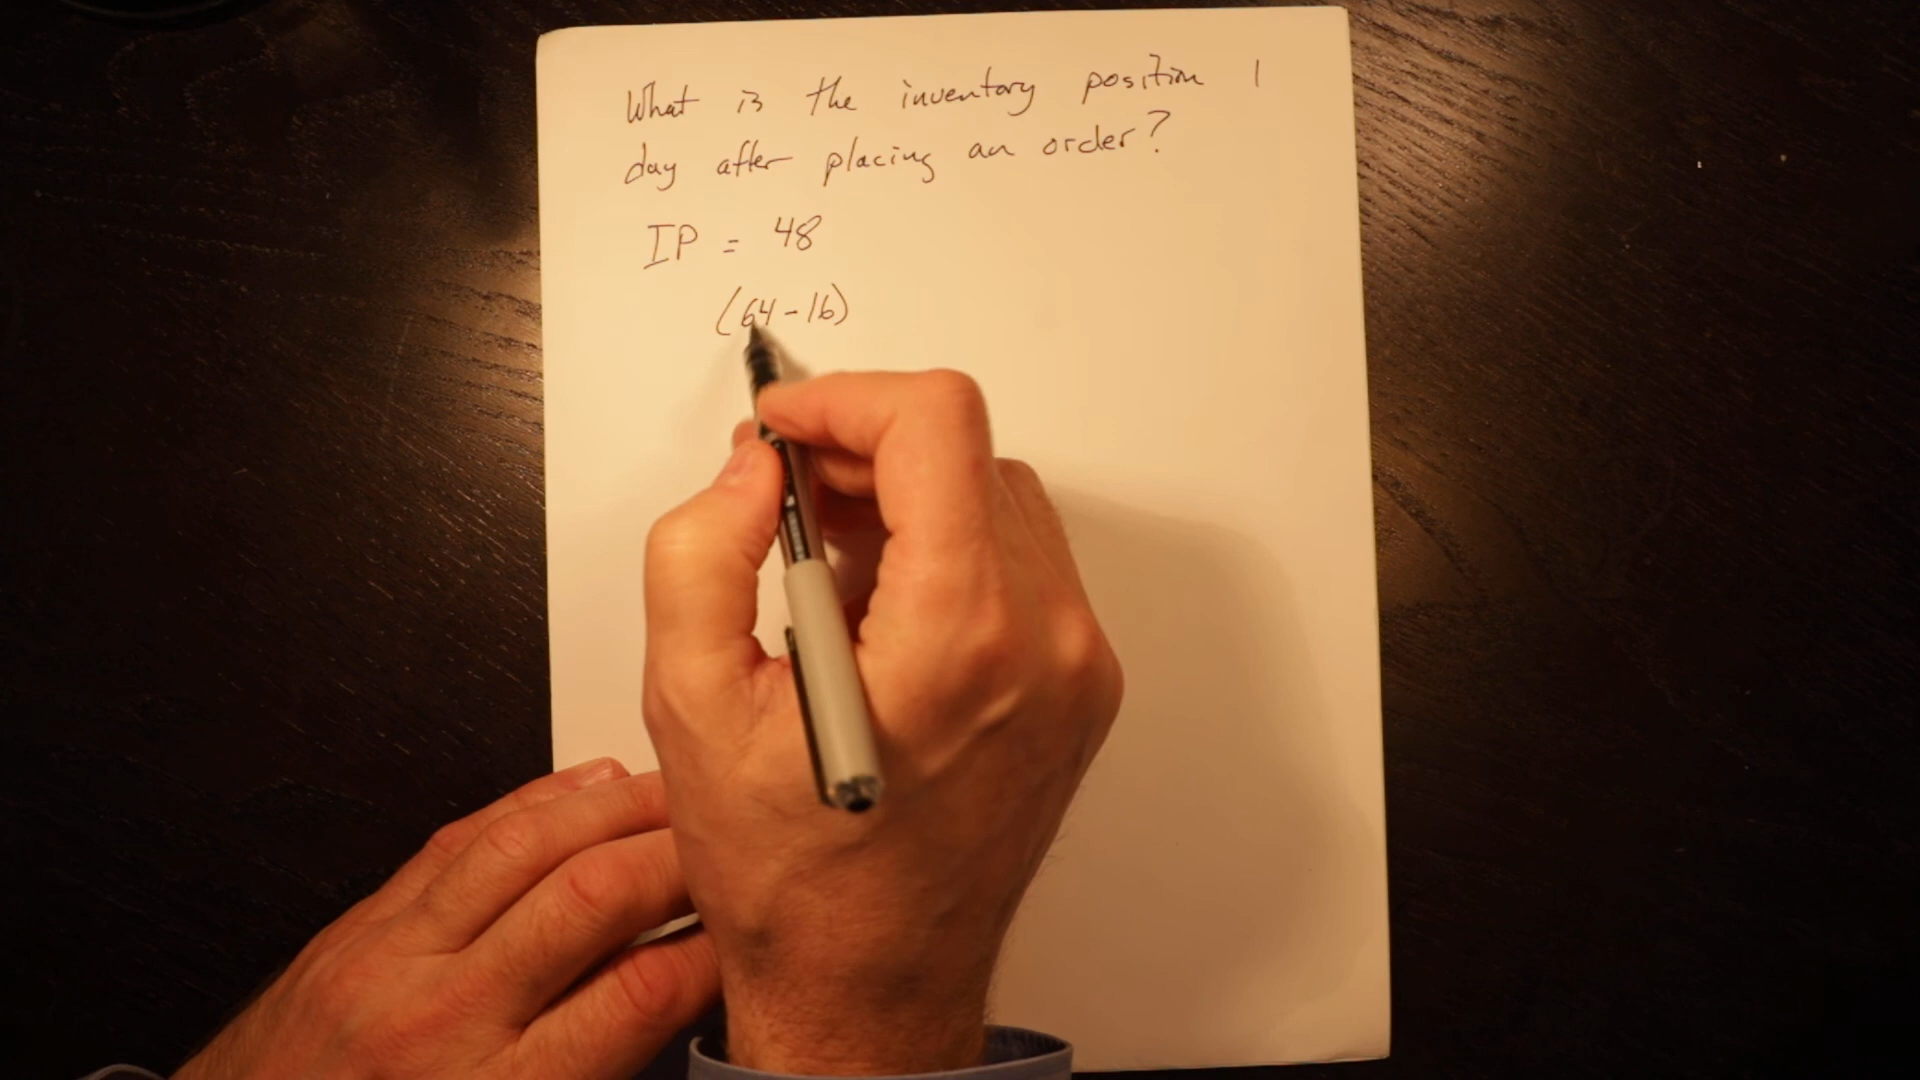 What is the inventory position 1
day after placing an order?
IP = 48
(64-16)